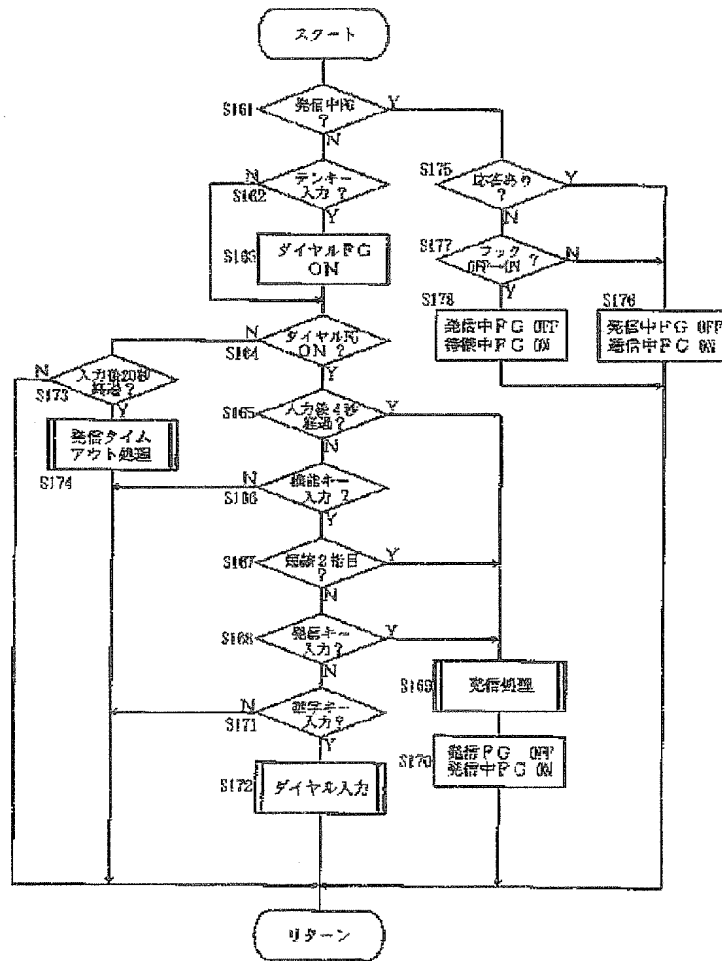 スタート
S161
発信中FG
?
Y
N
N
テンキー
入力?
S162
Y
S175
応答あり
?
Y
N
S163
ダイヤルFG
ON
S177
フック
OFF→ON ?
N
Y
S178
発信中FG OFF
待機中FG ON
S176
発信中FG OFF
通信中FG ON
N
ダイヤルFG
ON ?
S164
Y
N
入力後20秒
経過?
S173
Y
発信タイム
アウト処理
S174
S165
入力後4秒
経過?
Y
N
N
機能キー
入力 ?
S166
Y
S167
短縮2桁目
?
Y
N
S168
発信キー
入力?
Y
N
S169
発信処理
N
数字キー
入力?
S171
Y
S170
発信FG OFF
発信中FG ON
S172
ダイヤル入力
リターン